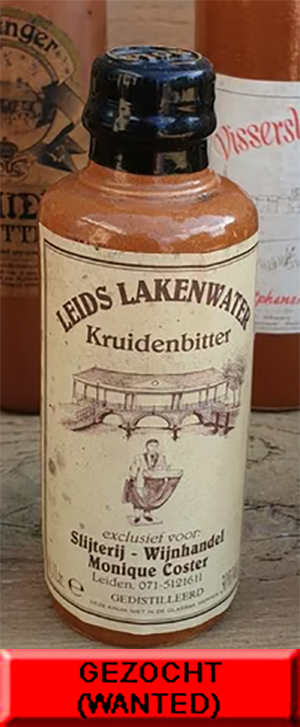 LEIDS LAKENWATER
Kruidenbitter
exclusief voor:
Slijterij - Wijnhandel
Monique Coster
Leiden, 071-5121611
GEDISTILLEERD
GEZOCHT
(WANTED)